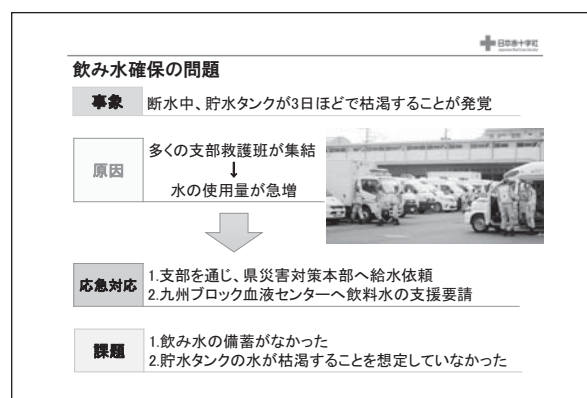 日本赤十字社
飲み水確保の問題
事象
断水中、貯水タンクが3日ほどで枯渇することが発覚
原因
多くの支部救護班が集結
↓
水の使用量が急増
応急対応
1.支部を通じ、県災害対策本部へ給水依頼
2.九州ブロック血液センターへ飲料水の支援要請
課題
1.飲み水の備蓄がなかった
2.貯水タンクの水が枯渇することを想定していなかった